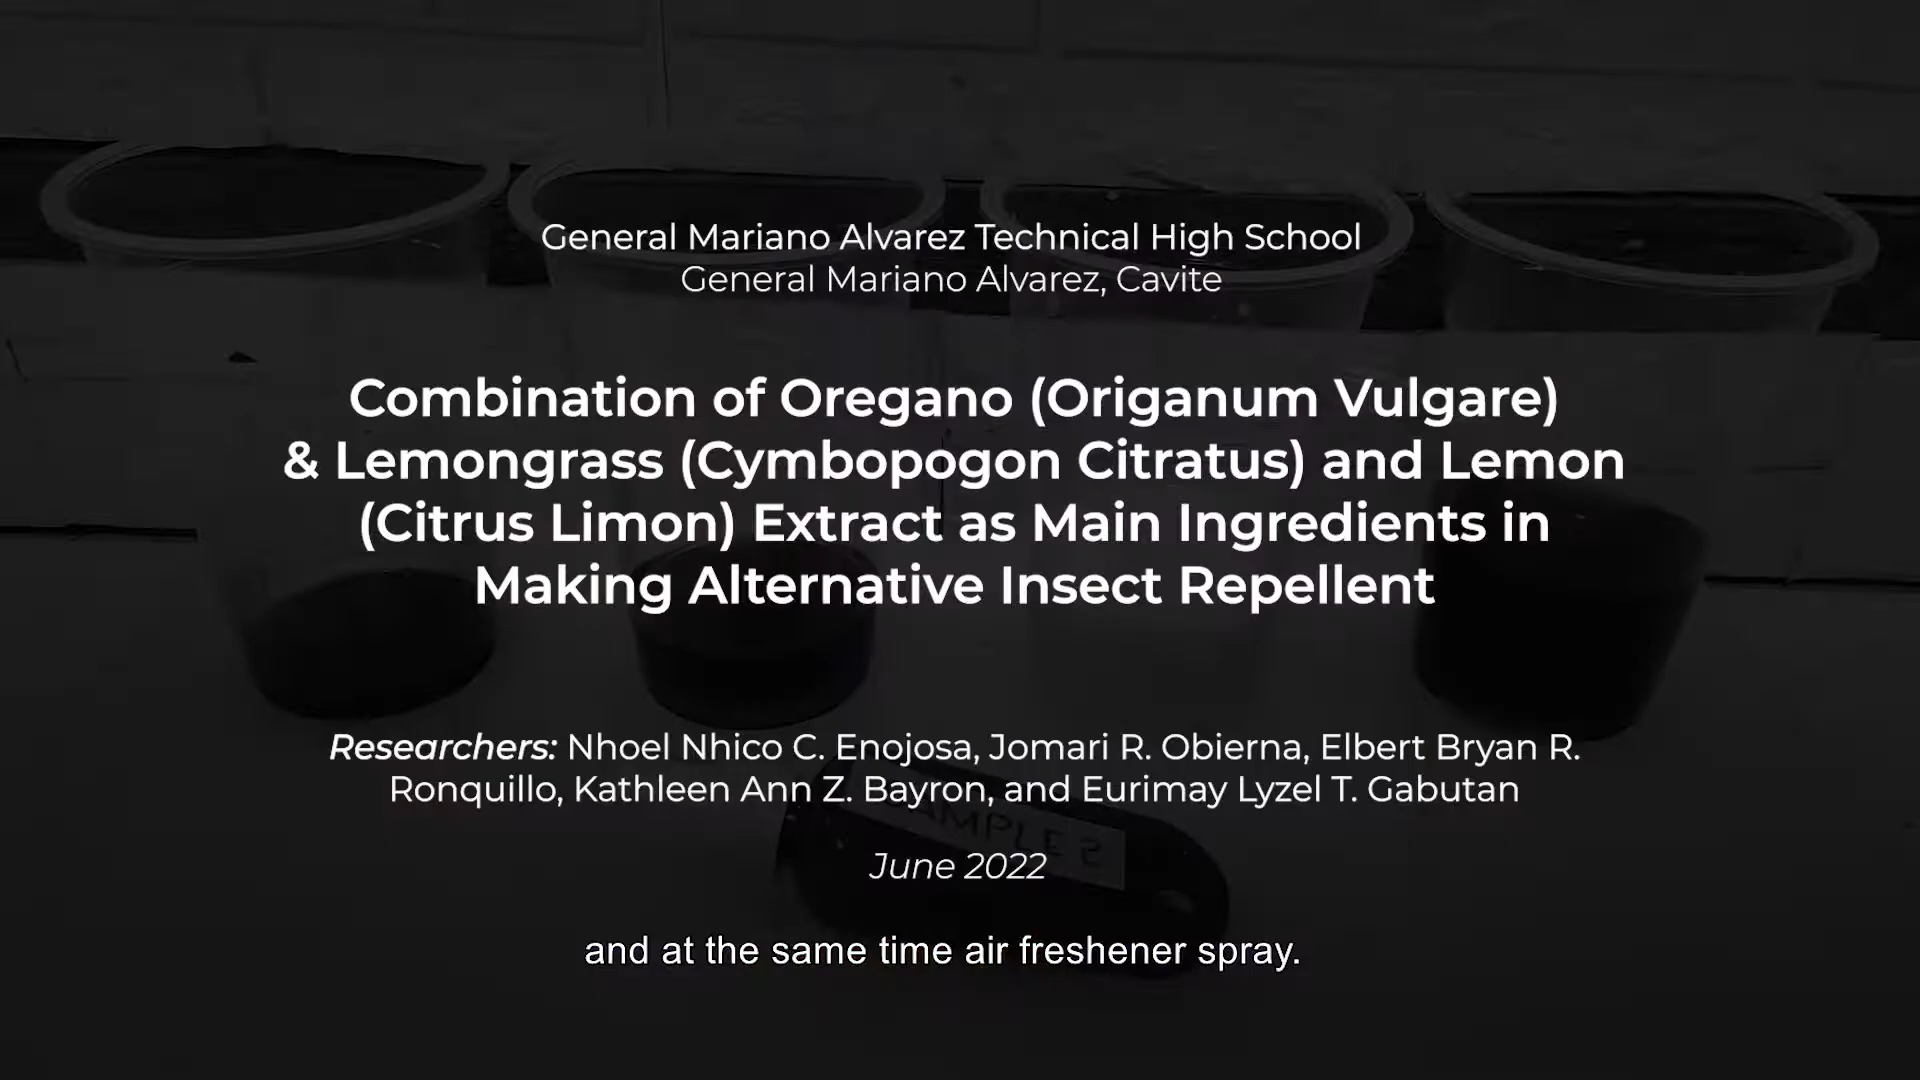 General Mariano Alvarez Technical High School
General Mariano Alvarez, Cavite
Combination of Oregano (Origanum Vulgare)
& Lemongrass (Cymbopogon Citratus) and Lemon
(Citrus Limon) Extract as Main Ingredients in
Making Alternative Insect Repellent
Researchers: Nhoel Nhico C. Enojosa, Jomari R. Obierna, Elbert Bryan R.
Ronquillo, Kathleen Ann Z. Bayron, and Eurimay Lyzel T. Gabutan
SAMPLE 2
June 2022
and at the same time air freshener spray.